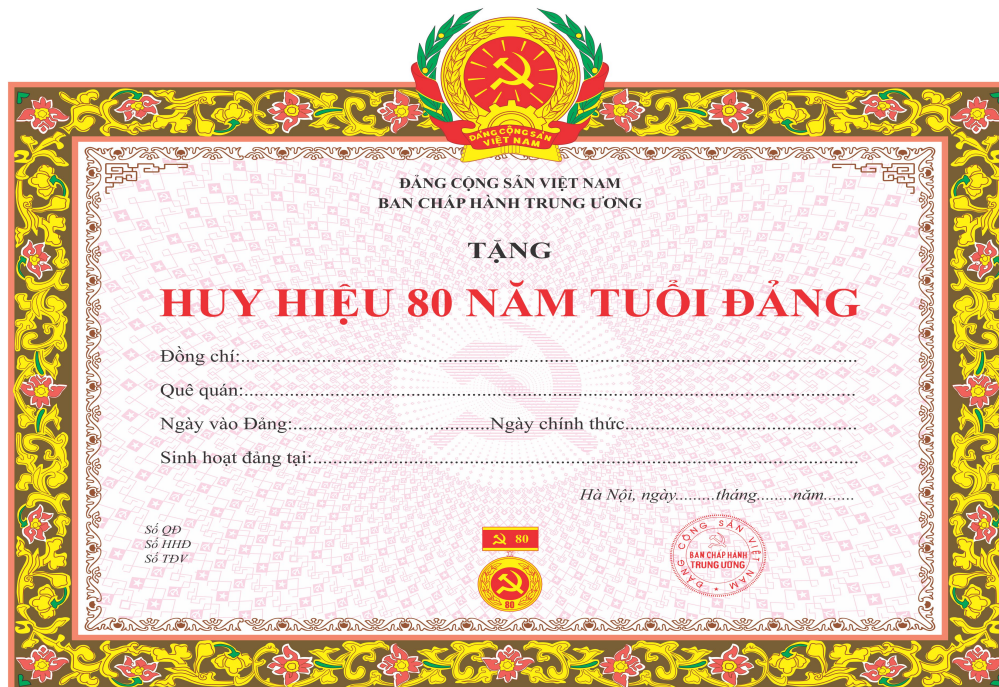 ĐẢNG CỘNG SẢN
VIỆT NAM
ĐẢNG CỘNG SẢN VIỆT NAM
BAN CHẤP HÀNH TRUNG ƯƠNG
TẶNG
HUY HIỆU 80 NĂM TUỔI ĐẢNG
Đồng chí:..........................................................................................................
Quê quán:..........................................................................................................
Ngày vào Đảng:....................................Ngày chính thức..........................................
Sinh hoạt đảng tại:...............................................................................................
Hà Nội, ngày.........tháng........năm.......
Số QĐ
Số HHĐ
Số TĐV
80
80
ĐẢNG CỘNG SẢN VIỆT NAM
BAN CHẤP HÀNH
TRUNG ƯƠNG